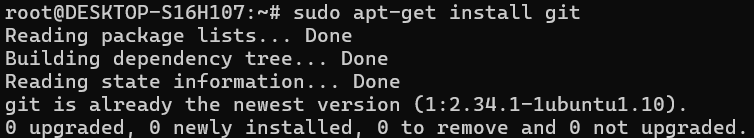 root@DESKTOP-S16H107:~# sudo apt-get install git
Reading package lists... Done
Building dependency tree... Done
Reading state information... Done
git is already the newest version (1:2.34.1-1ubuntu1.10).
0 upgraded, 0 newly installed, 0 to remove and 0 not upgraded.